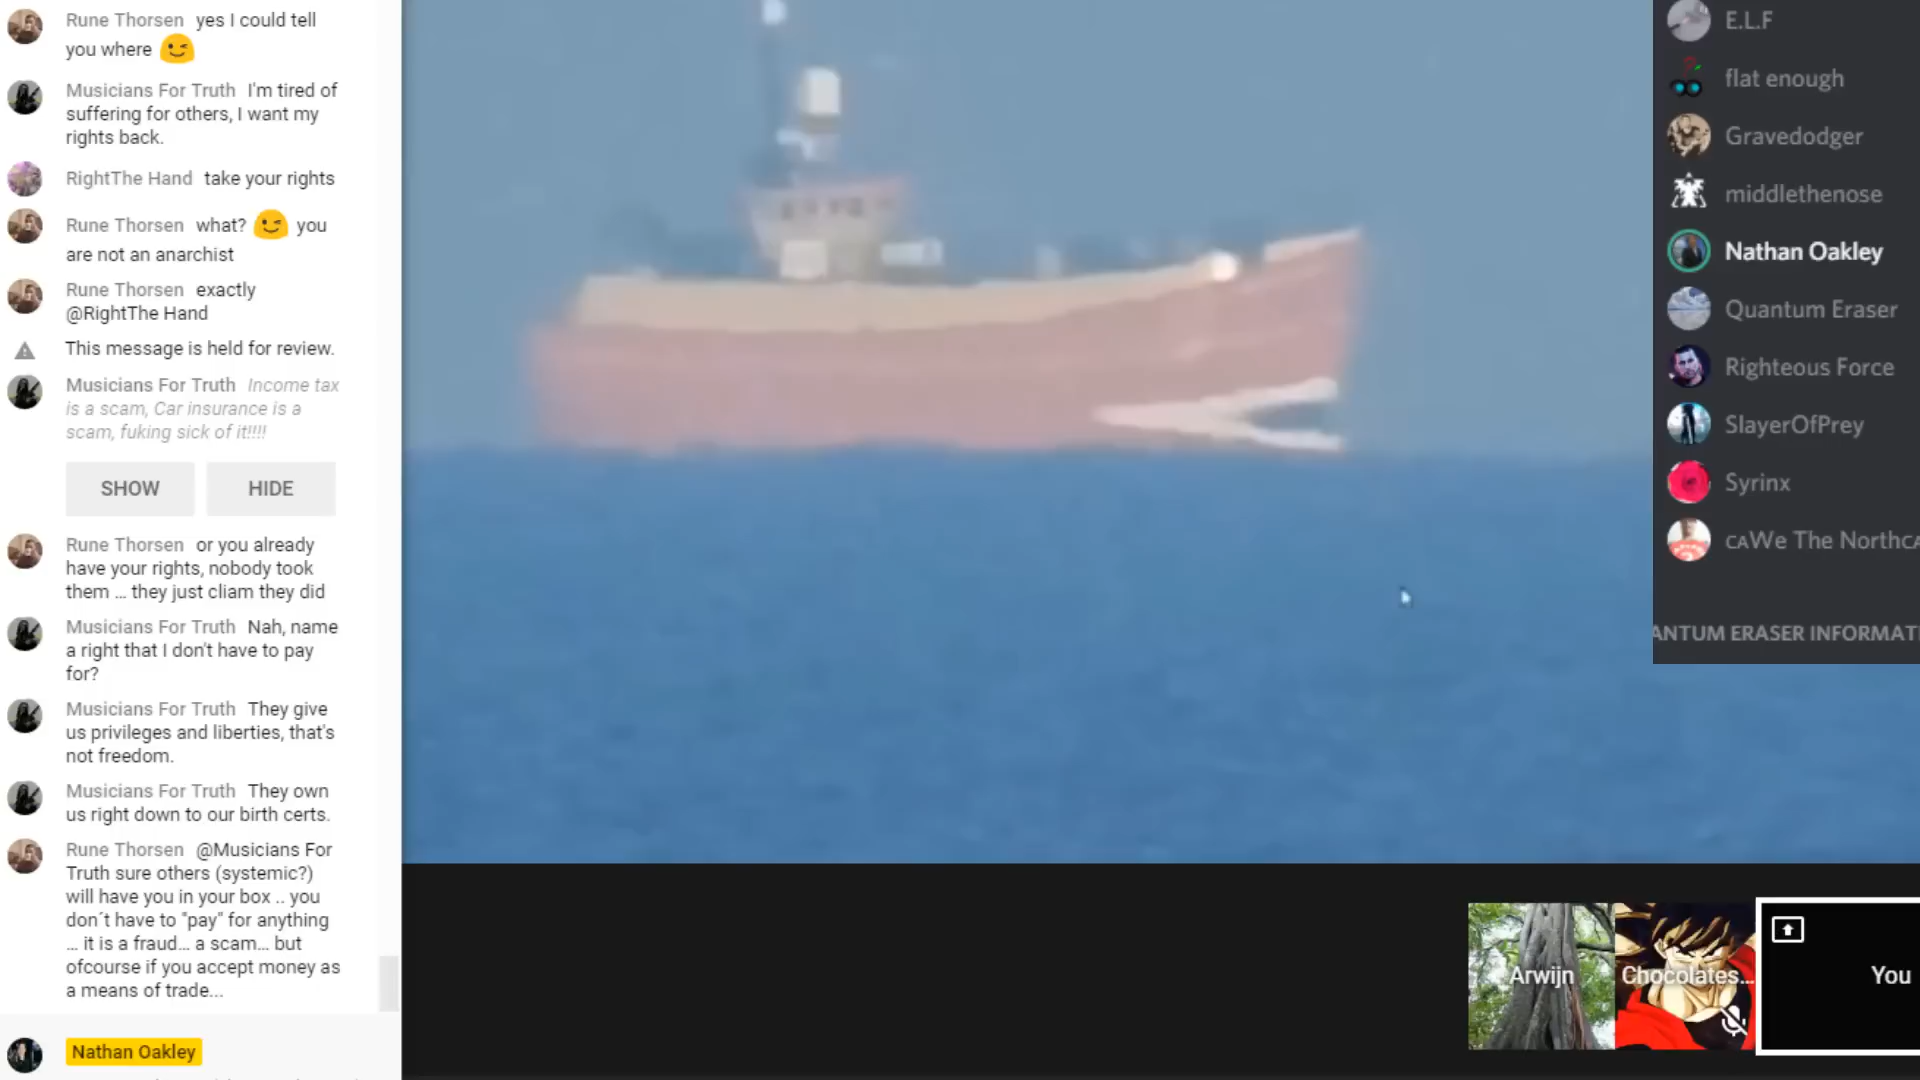 Rune Thorsen yes I could tell
you where
Musicians For Truth I'm tired of
suffering for others, I want my
rights back.
RightThe Hand take your rights
Rune Thorsen what? you
are not an anarchist
Rune Thorsen exactly
@RightThe Hand
This message is held for review.
Musicians For Truth Income tax
is a scam, Car insurance is a
scam, fuking sick of it!!!!
SHOW HIDE
Rune Thorsen or you already
have your rights, nobody took
them ... they just cliam they did
Musicians For Truth Nah, name
a right that I don't have to pay
for?
Musicians For Truth They give
us privileges and liberties, that's
not freedom.
Musicians For Truth They own
us right down to our birth certs.
Rune Thorsen @Musicians For
Truth sure others (systemic?)
will have you in your box .. you
don´t have to "pay" for anything
... it is a fraud... a scam... but
ofcourse if you accept money as
a means of trade...
Nathan Oakley
E.L.F
flat enough
Gravedodger
middlethenose
Nathan Oakley
Quantum Eraser
Righteous Force
SlayerOfPrey
Syrinx
CAWe The NorthCA
ANTUM ERASER INFORMATI
Arwijn
Chocolates...
You